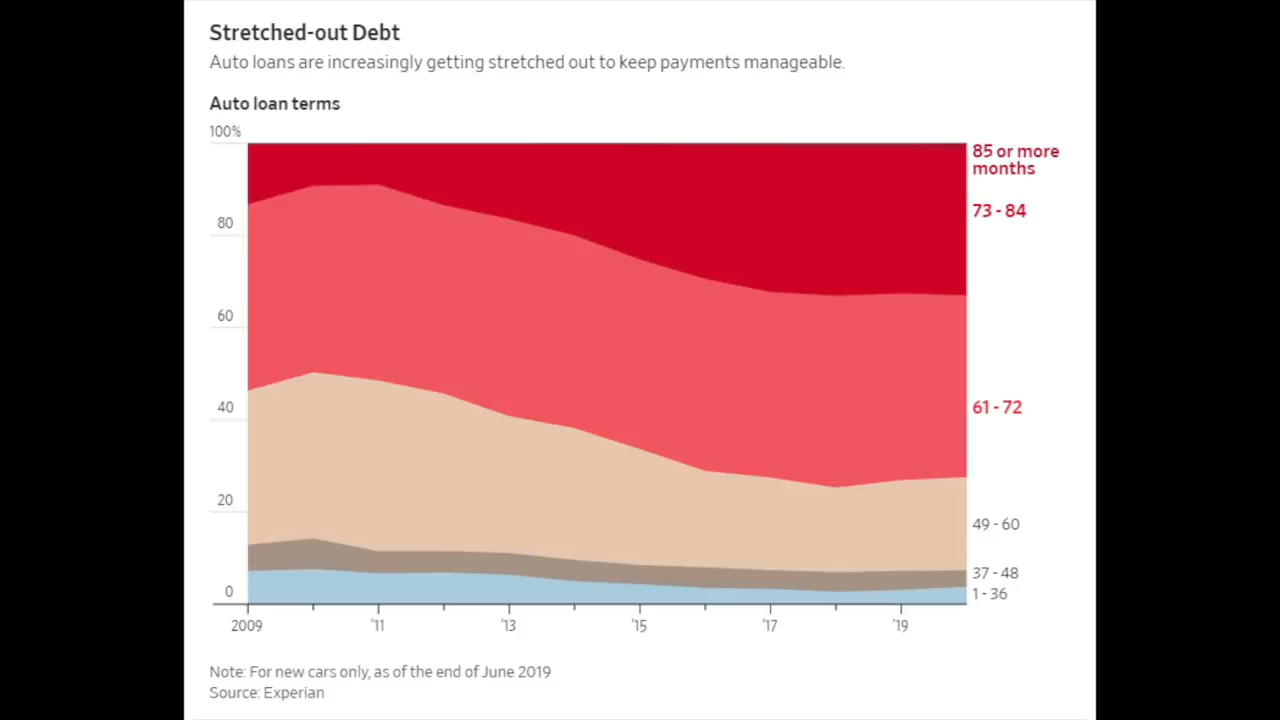 Stretched-out Debt
Auto loans are increasingly getting stretched out to keep payments manageable.
Auto loan terms
100%
80
60
40
20
0
85 or more
months
73 - 84
61 - 72
49 - 60
37 - 48
1 - 36
2009 '11 '13 '15 '17 '19
Note: For new cars only, as of the end of June 2019
Source: Experian